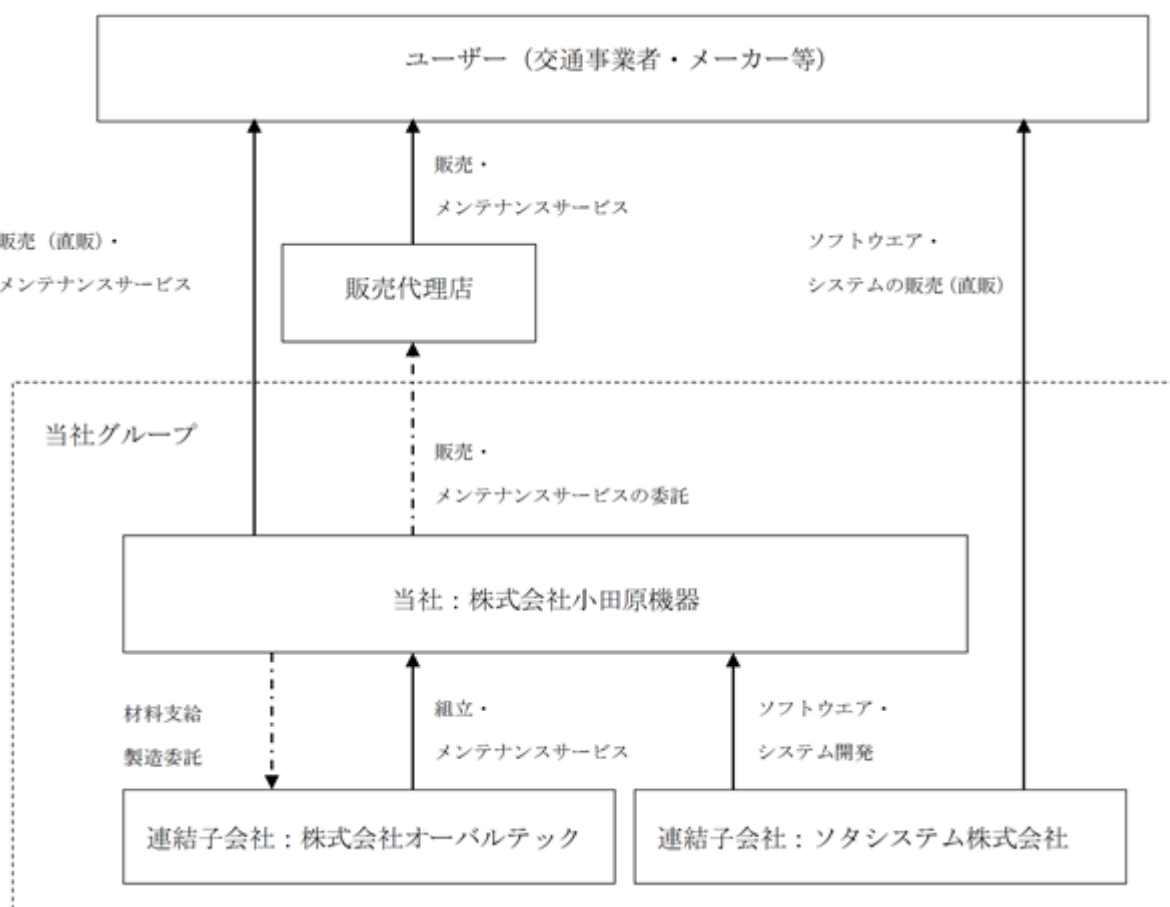 ユーザー（交通事業者・メーカー等）
販売・
メンテナンスサービス
販売（直販）・
メンテナンスサービス
販売代理店
ソフトウエア・
システムの販売（直販）
当社グループ
販売・
メンテナンスサービスの委託
当社：株式会社小田原機器
材料支給
製造委託
組立・
メンテナンスサービス
ソフトウエア・
システム開発
連結子会社：株式会社オーバルテック
連結子会社：ソタシステム株式会社